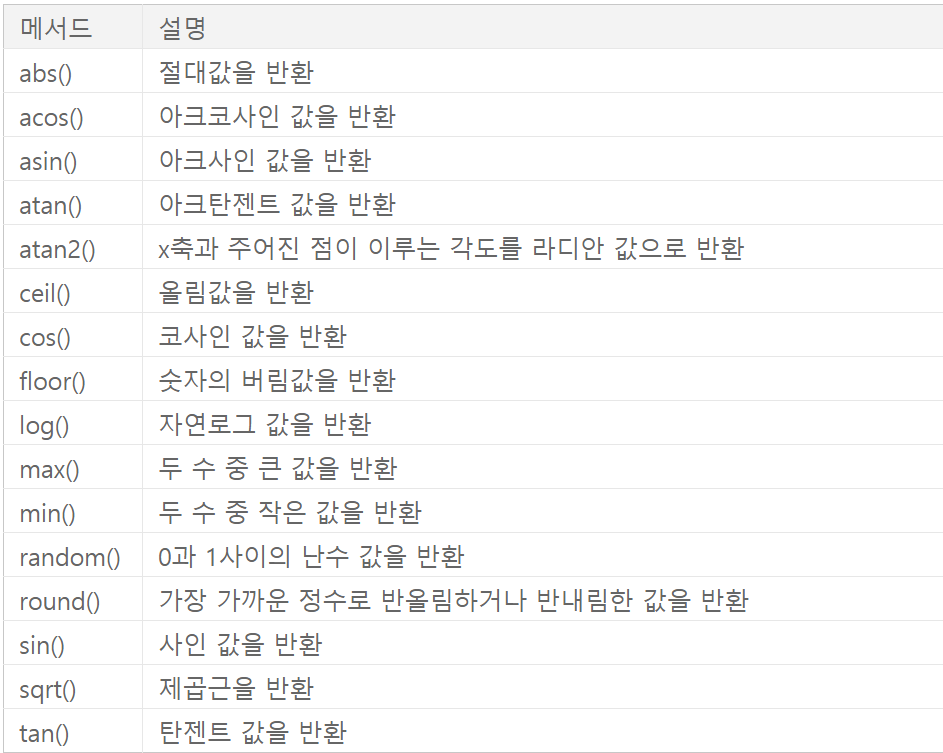 메서드 설명
abs() 절대값을 반환
acos() 아크코사인 값을 반환
asin() 아크사인 값을 반환
atan() 아크탄젠트 값을 반환
atan2() x축과 주어진 점이 이루는 각도를 라디안 값으로 반환
ceil() 올림값을 반환
cos() 코사인 값을 반환
floor() 숫자의 버림값을 반환
log() 자연로그 값을 반환
max() 두 수 중 큰 값을 반환
min() 두 수 중 작은 값을 반환
random() 0과 1사이의 난수 값을 반환
round() 가장 가까운 정수로 반올림하거나 반내림한 값을 반환
sin() 사인 값을 반환
sqrt() 제곱근을 반환
tan() 탄젠트 값을 반환